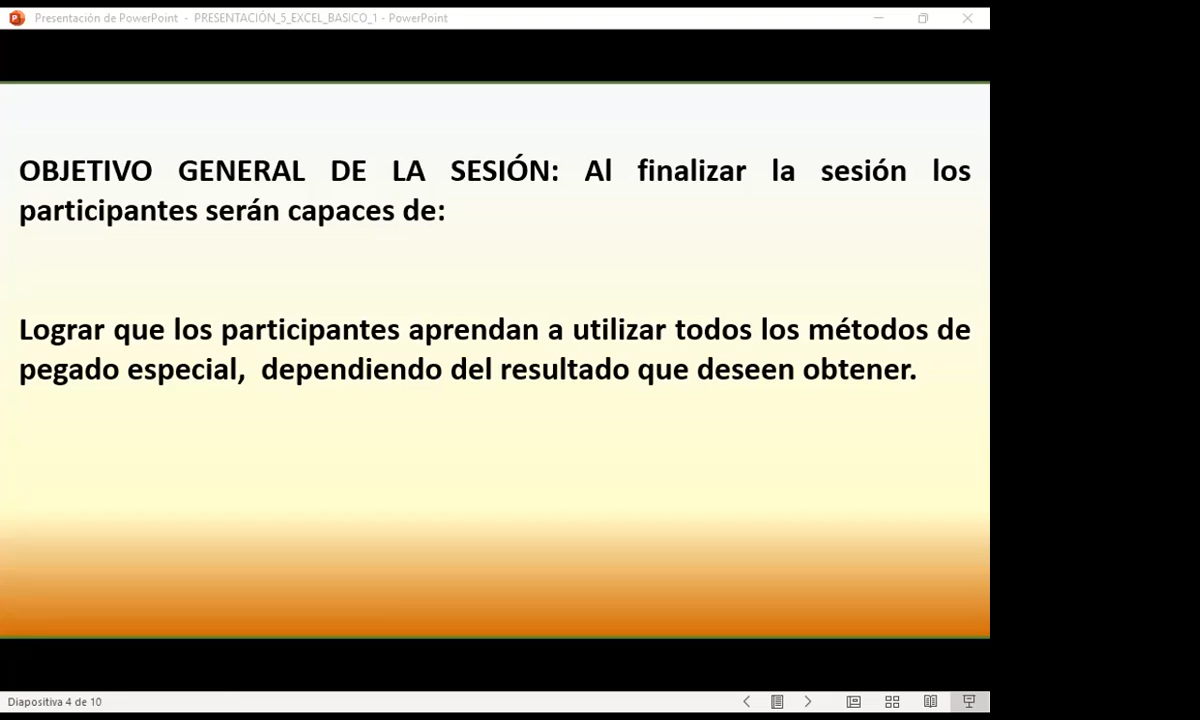 Presentación de PowerPoint - PRESENTACIÓN_5_EXCEL_BASICO_1 - PowerPoint
OBJETIVO GENERAL DE LA SESIÓN: Al finalizar la sesión los
participantes serán capaces de:
Lograr que los participantes aprendan a utilizar todos los métodos de
pegado especial, dependiendo del resultado que deseen obtener.
Diapositiva 4 de 10